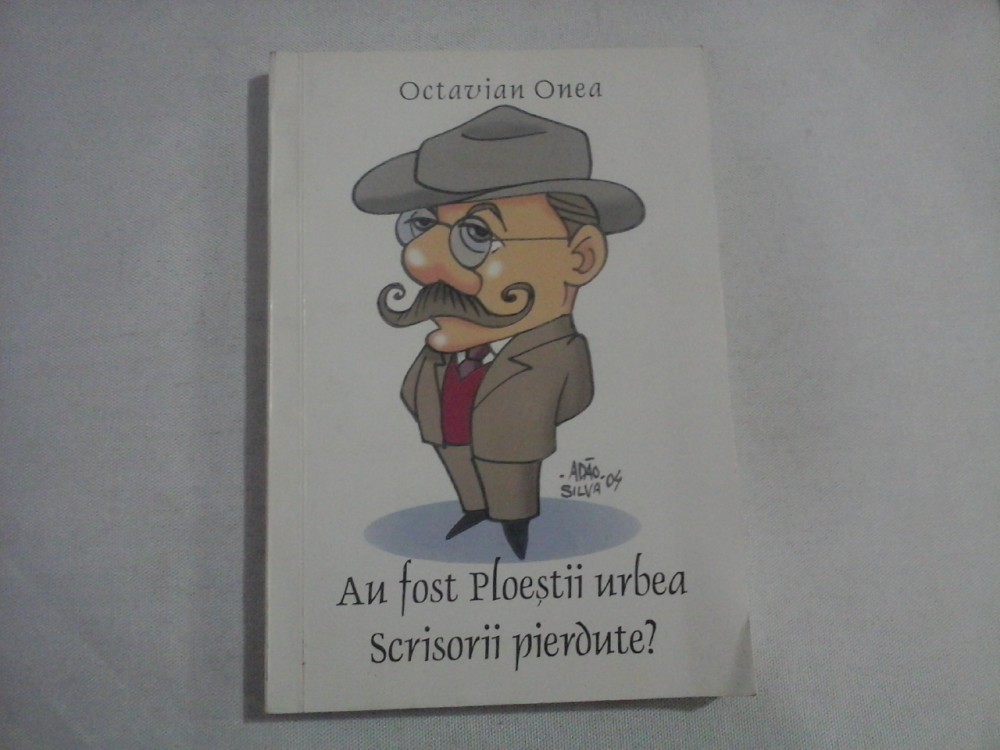 Octavian Onea
-ADÃO-
SILVA '04
Au fost Ploeștii urbea
Scrisorii pierdute?